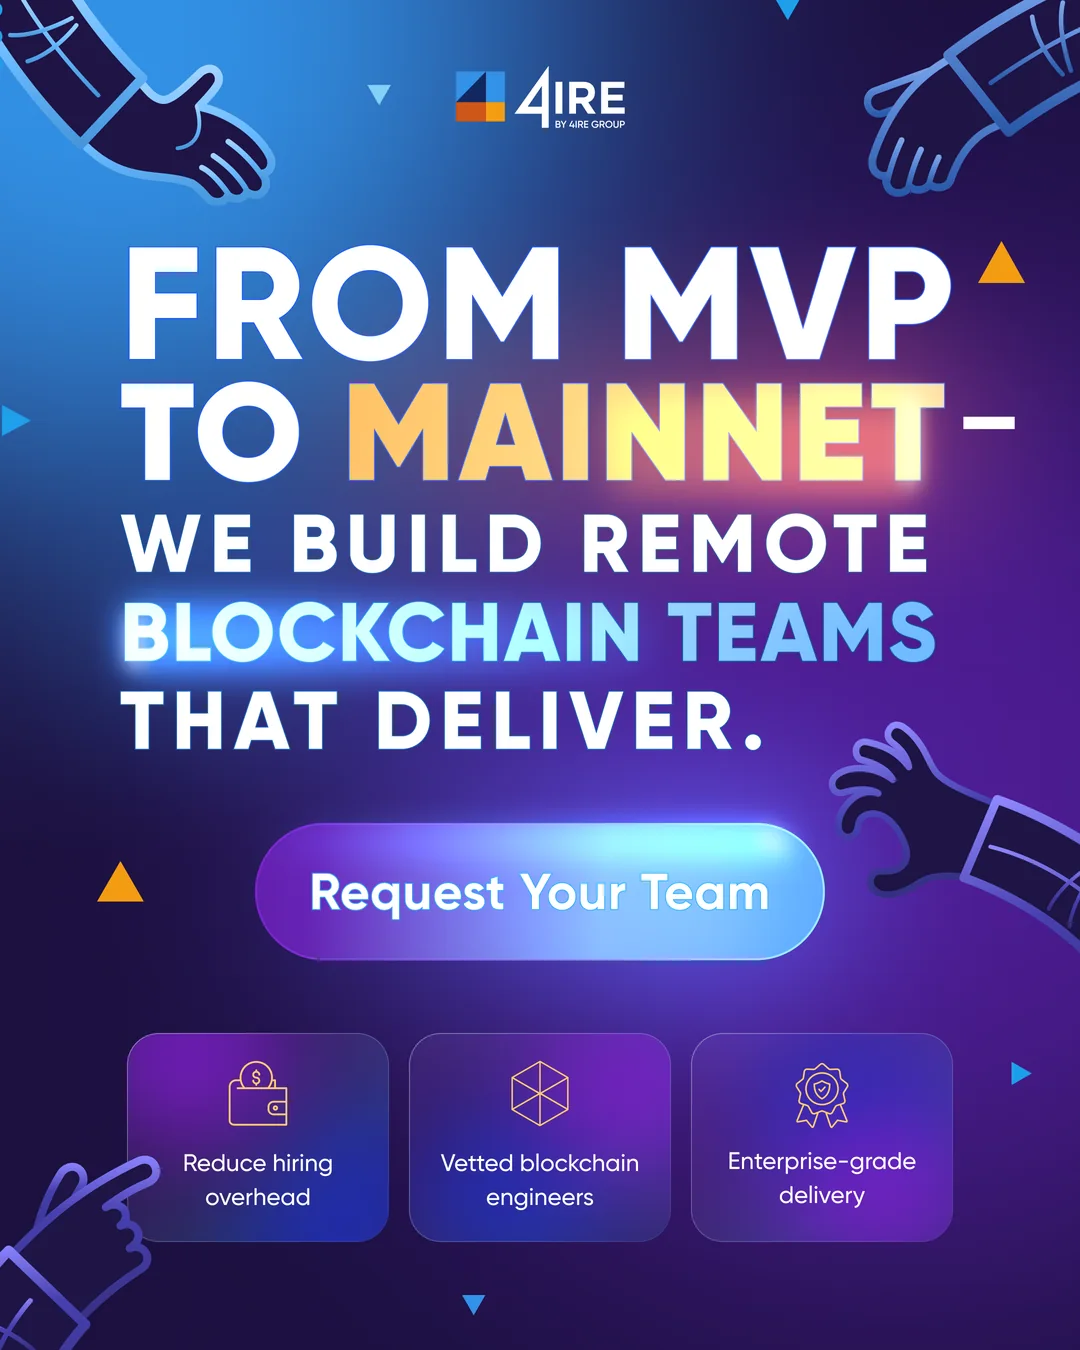 4IRE
BY 4IRE GROUP
FROM MVP
TO MAINNET–
WE BUILD REMOTE
BLOCKCHAIN TEAMS
THAT DELIVER.
Request Your Team
Reduce hiring
overhead
Vetted blockchain
engineers
Enterprise-grade
delivery